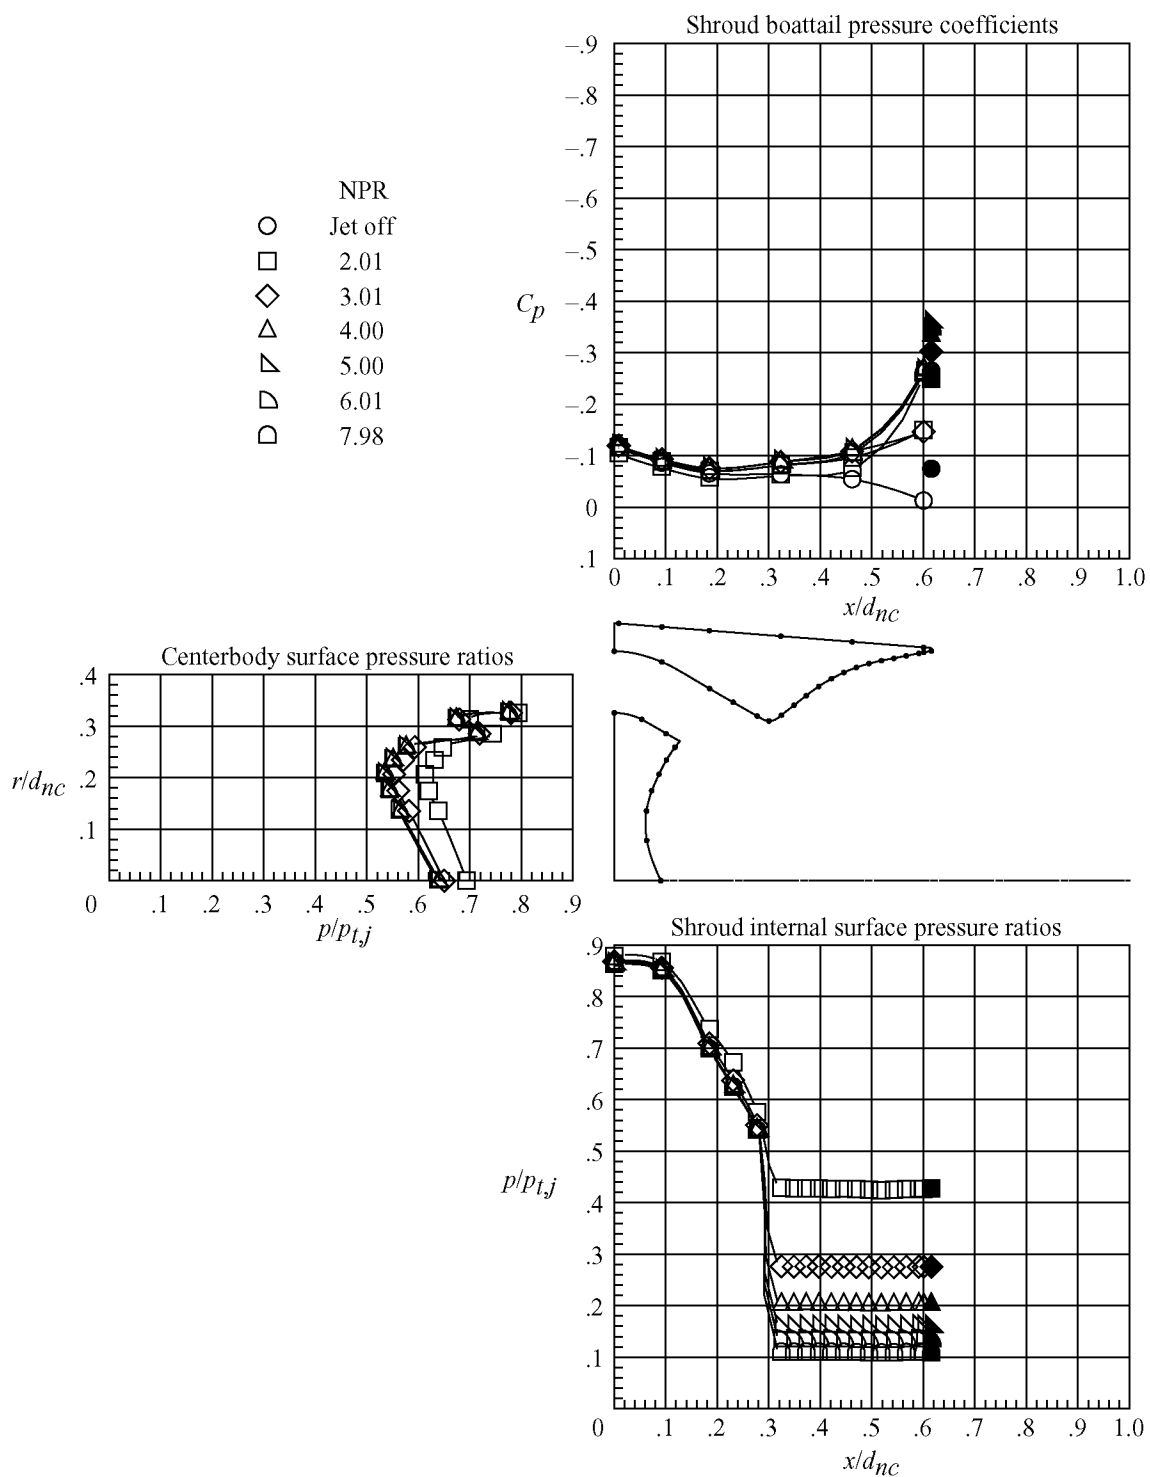 Shroud boattail pressure coefficients
–.9
–.8
–.7
–.6
–.5
–.4
–.3
–.2
–.1
0
.1
Cp
0 .1 .2 .3 .4 .5 .6 .7 .8 .9 1.0
x/dnc
NPR
Jet off
2.01
3.01
4.00
5.00
6.01
7.98
Centerbody surface pressure ratios
.4
.3
.2
.1
r/dnc
0 .1 .2 .3 .4 .5 .6 .7 .8 .9
p/pt,j
Shroud internal surface pressure ratios
.9
.8
.7
.6
.5
.4
.3
.2
.1
p/pt,j
0 .1 .2 .3 .4 .5 .6 .7 .8 .9 1.0
x/dnc